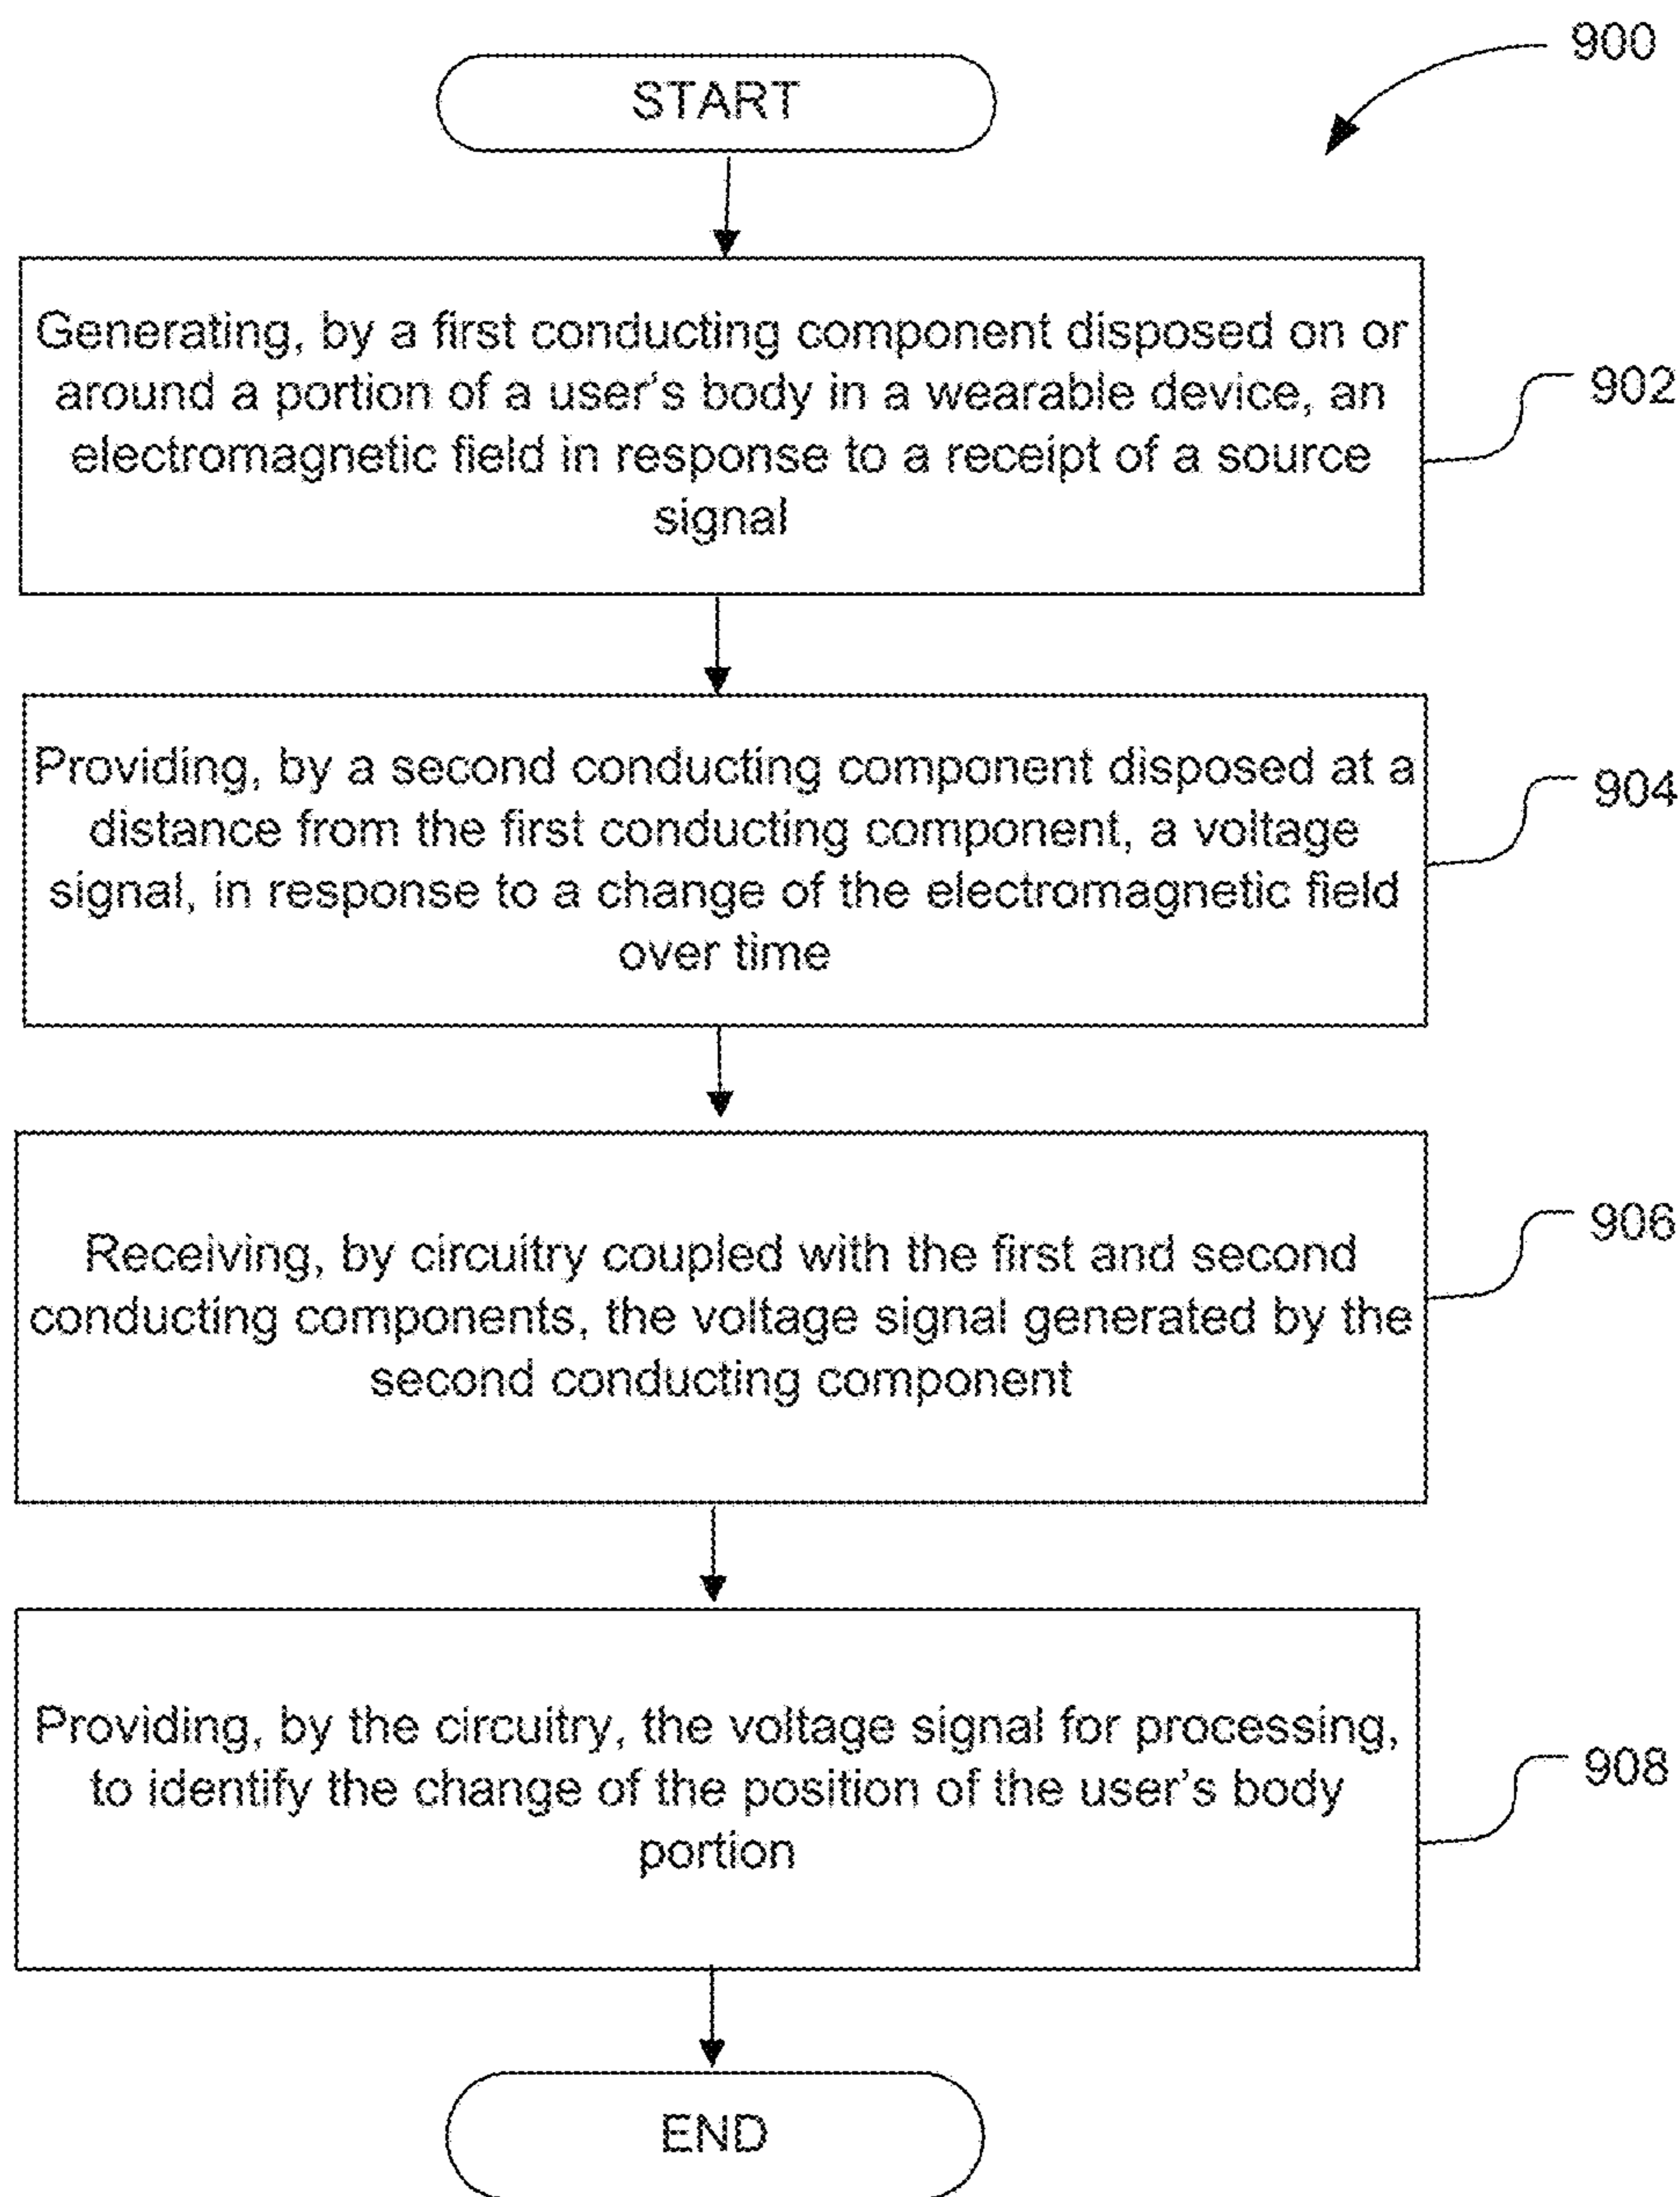 900
START
Generating, by a first conducting component disposed on or
around a portion of a user's body in a wearable device, an
electromagnetic field in response to a receipt of a source
signal
902
Providing, by a second conducting component disposed at a
distance from the first conducting component, a voltage
signal, in response to a change of the electromagnetic field
over time
904
Receiving, by circuitry coupled with the first and second
conducting components, the voltage signal generated by the
second conducting component
906
Providing, by the circuitry, the voltage signal for processing,
to identify the change of the position of the user's body
portion
908
END